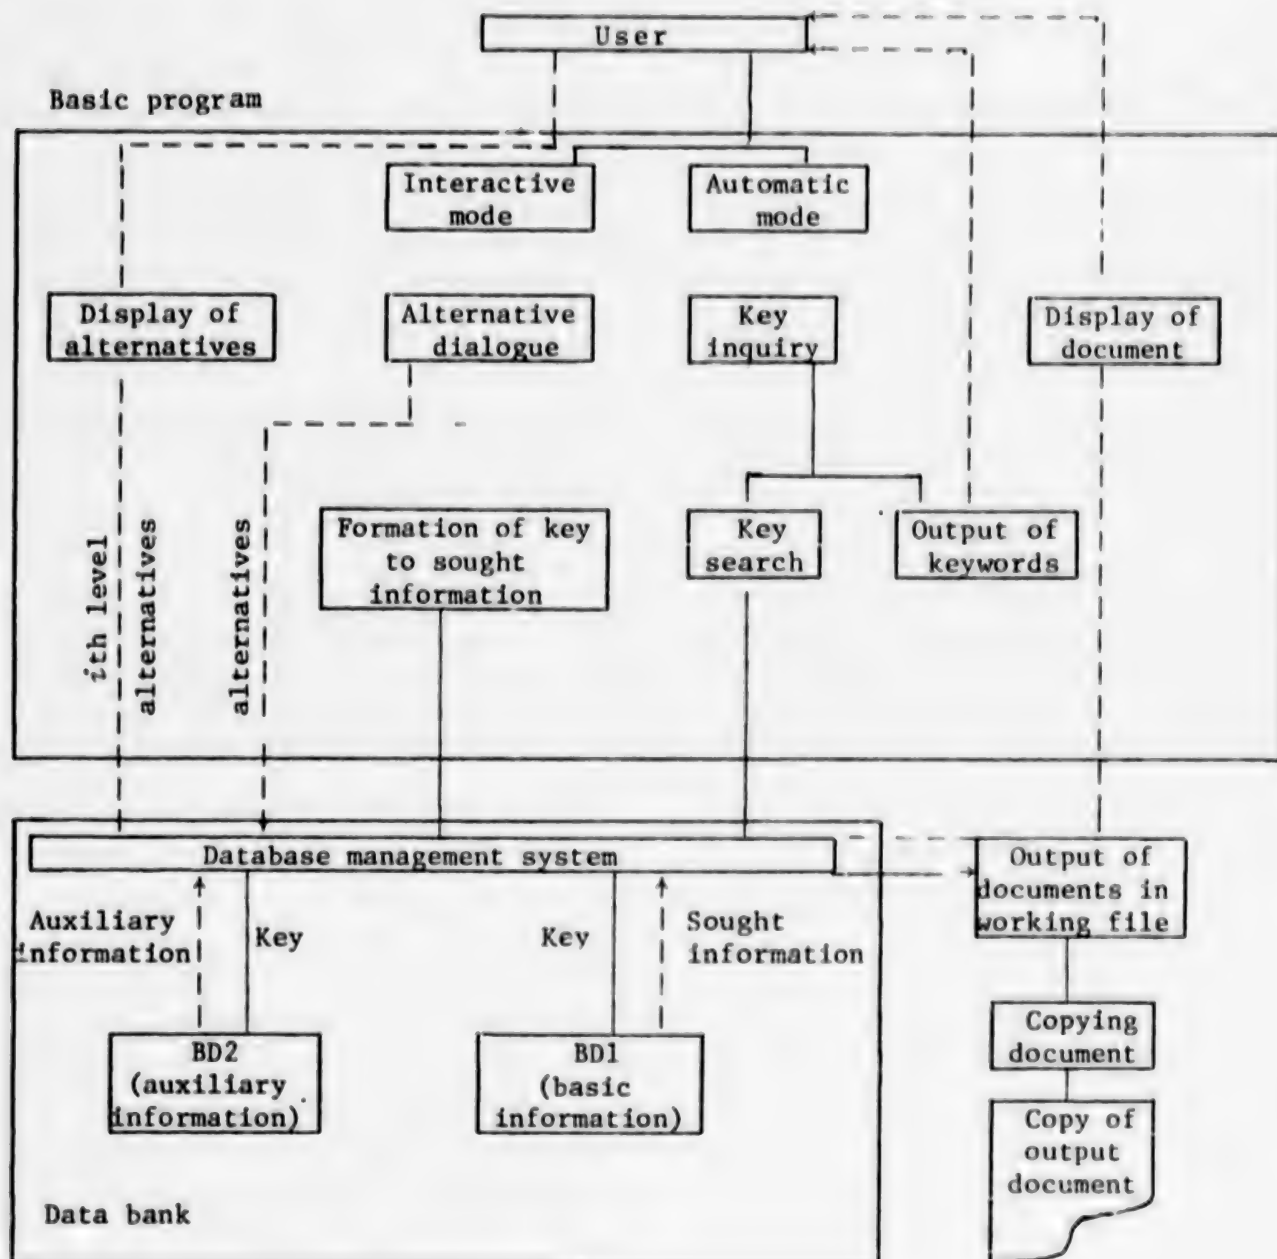 User
Basic program
Interactive
mode
Automatic
mode
Display of
alternatives
Alternative
dialogue
Key
inquiry
Display of
document
ith level
alternatives
alternatives
Formation of key
to sought
information
Key
search
Output of
keywords
Database management system
Output of
documents in
working file
Auxiliary
information
Key
Key
Sought
information
Copying
document
BD2
(auxiliary
information)
BD1
(basic
information)
Copy of
output
document
Data bank